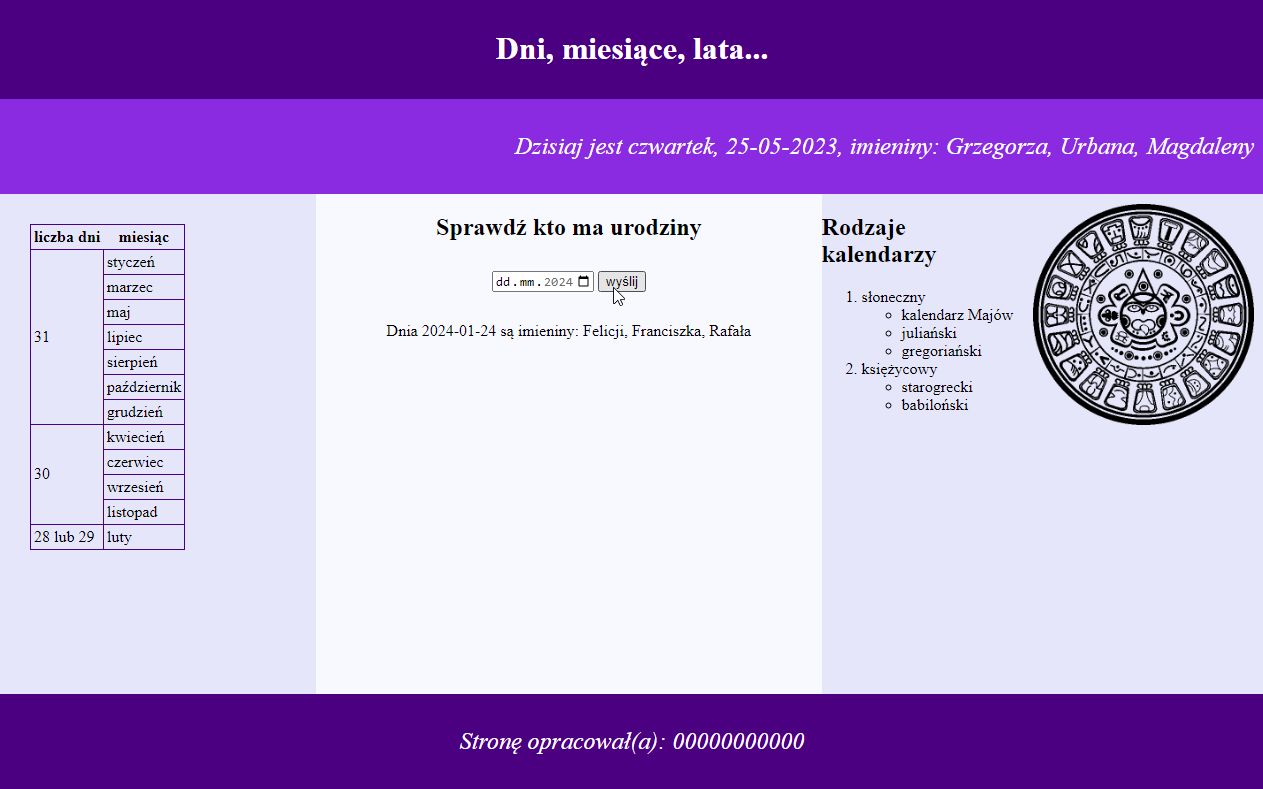 Dni, miesiące, lata...
Dzisiaj jest czwartek, 25-05-2023, imieniny: Grzegorza, Urbana, Magdaleny
liczba dni miesiąc
31
styczeń
marzec
maj
lipiec
sierpień
październik
grudzień
30
kwiecień
czerwiec
wrzesień
listopad
28 lub 29 luty
Sprawdź kto ma urodziny
dd.mm.2024 wyślij
Dnia 2024-01-24 są imieniny: Felicji, Franciszka, Rafała
Rodzaje
kalendarzy
1. słoneczny
kalendarz Majów
juliański
gregoriański
2. księżycowy
starogrecki
babiloński
Stronę opracował(a): 00000000000